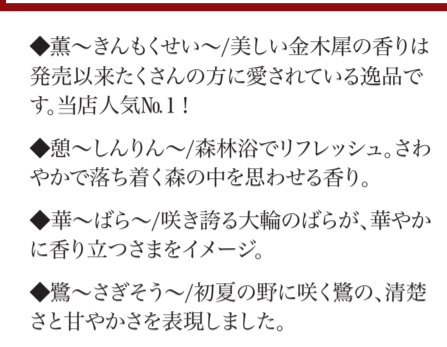 ◆薫～きんもくせい～/美しい金木犀の香りは
発売以来たくさんの方に愛されている逸品で
す。当店人気№1！
◆憩～しんりん～/森林浴でリフレッシュ。さわ
やかで落ち着く森の中を思わせる香り。
◆華～ばら～/咲き誇る大輪のばらが、華やか
に香り立つさまをイメージ。
◆鷺～さぎそう～/初夏の野に咲く鷺の、清楚
さと甘やかさを表現しました。